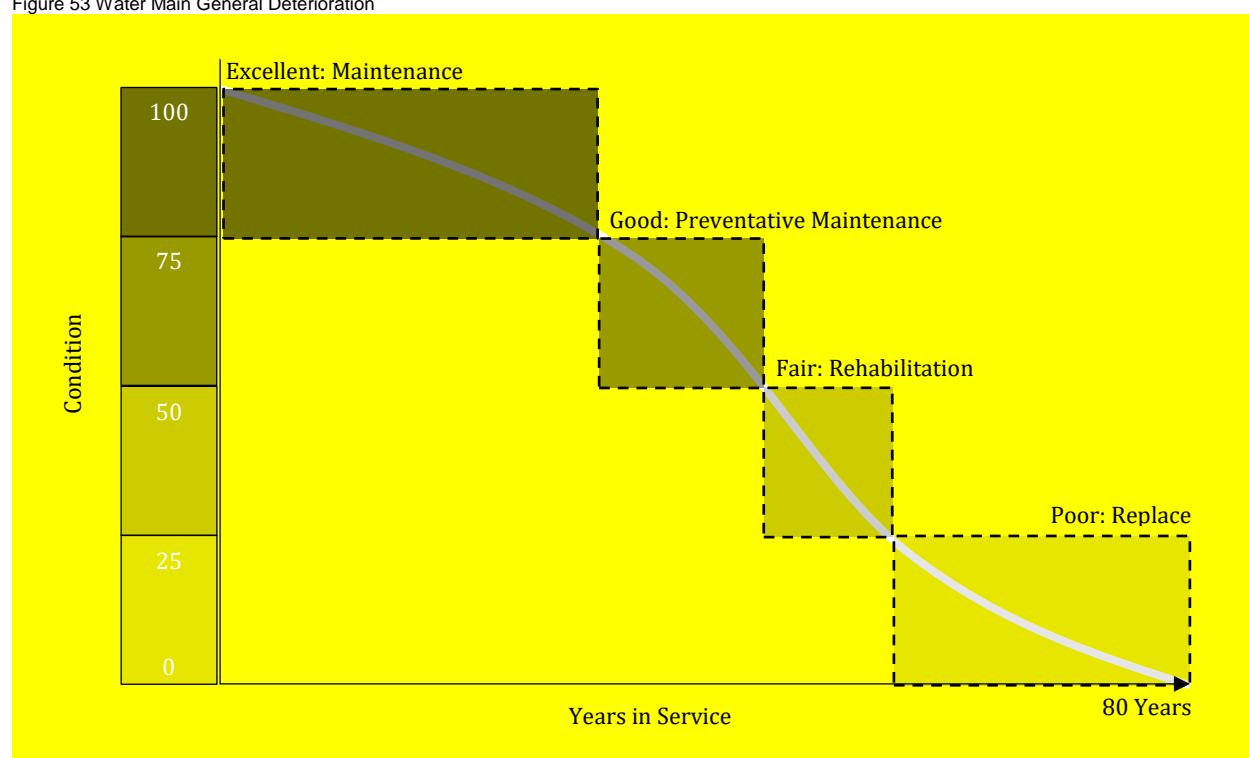 Figure 53 Water Main General Deterioration
Excellent: Maintenance
100
Good: Preventative Maintenance
75
Condition
Fair: Rehabilitation
50
Poor: Replace
25
0
80 Years
Years in Service